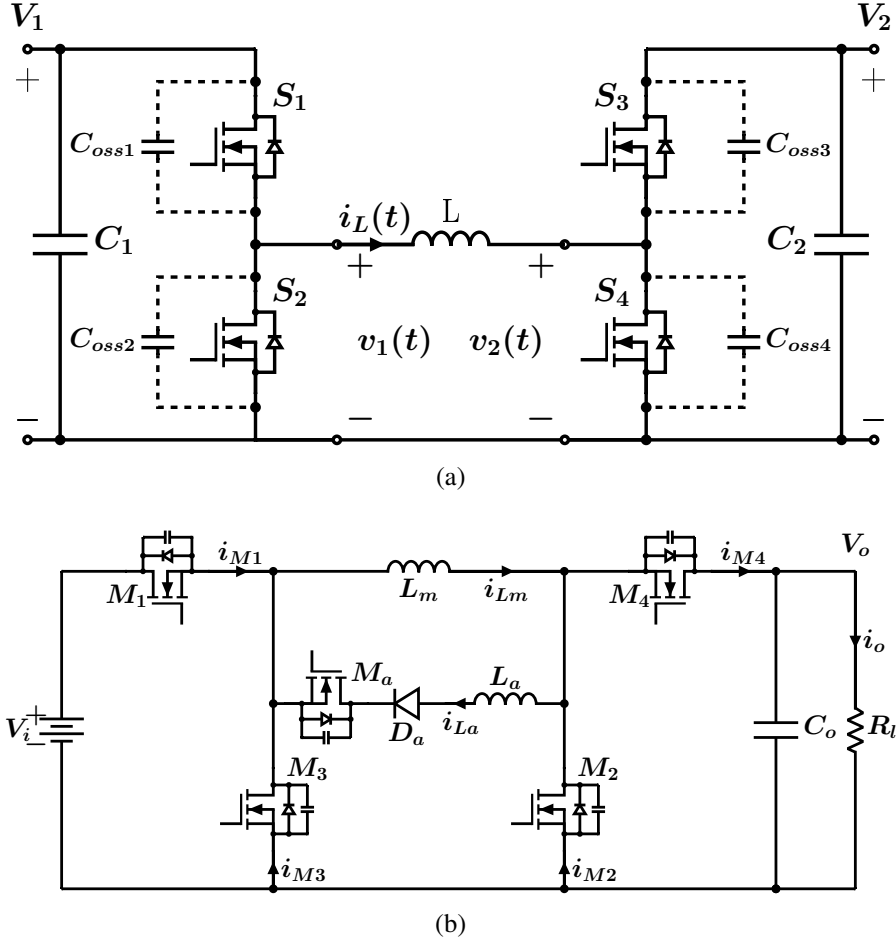 V1 V2
+ +
S1 S3
Coss1 Coss3
iL(t) L
C1 C2
+ +
S2 S4
Coss2 v1(t) v2(t) Coss4
− − − −
(a)
iM1 iM4 Vo
M1 Lm iLm M4
io
Ma La
Vi + − Da iLa Co Rl
M3 M2
iM3 iM2
(b)